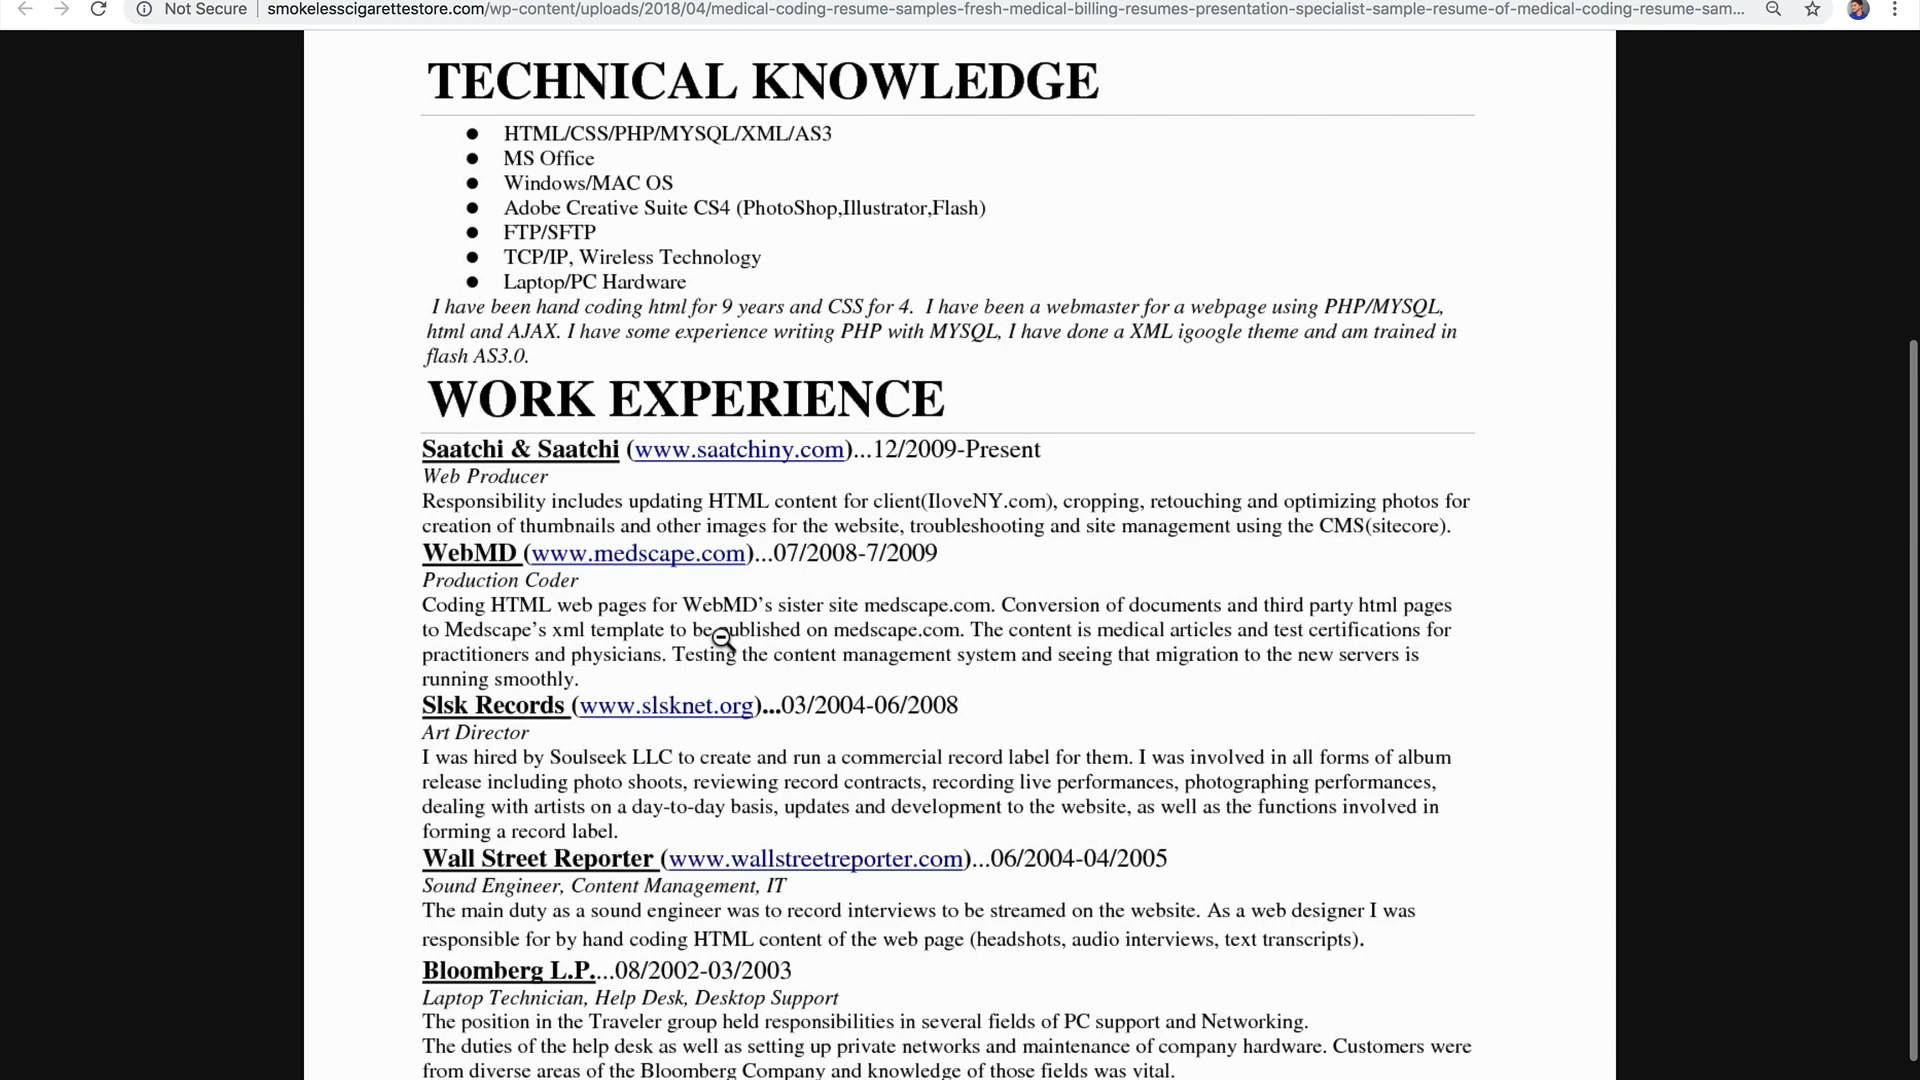 Not Secure
smokelesscigarettestore.com/wp-content/uploads/2018/04/medical-coding-resume-samples-fresh-medical-billing-resumes-presentation-specialist-sample-resume-of-medical-coding-resume-sam...
TECHNICAL KNOWLEDGE
● HTML/CSS/PHP/MYSQL/XML/AS3
● MS Office
● Windows/MAC OS
● Adobe Creative Suite CS4 (PhotoShop,Illustrator,Flash)
● FTP/SFTP
● TCP/IP, Wireless Technology
● Laptop/PC Hardware
I have been hand coding html for 9 years and CSS for 4. I have been a webmaster for a webpage using PHP/MYSQL,
html and AJAX. I have some experience writing PHP with MYSQL, I have done a XML igoogle theme and am trained in
flash AS3.0.
WORK EXPERIENCE
Saatchi & Saatchi (www.saatchiny.com)...12/2009-Present
Web Producer
Responsibility includes updating HTML content for client(IloveNY.com), cropping, retouching and optimizing photos for
creation of thumbnails and other images for the website, troubleshooting and site management using the CMS(sitecore).
WebMD (www.medscape.com)...07/2008-7/2009
Production Coder
Coding HTML web pages for WebMD's sister site medscape.com. Conversion of documents and third party html pages
to Medscape's xml template to be published on medscape.com. The content is medical articles and test certifications for
practitioners and physicians. Testing the content management system and seeing that migration to the new servers is
running smoothly.
Slsk Records (www.slsknet.org)...03/2004-06/2008
Art Director
I was hired by Soulseek LLC to create and run a commercial record label for them. I was involved in all forms of album
release including photo shoots, reviewing record contracts, recording live performances, photographing performances,
dealing with artists on a day-to-day basis, updates and development to the website, as well as the functions involved in
forming a record label.
Wall Street Reporter (www.wallstreetreporter.com)...06/2004-04/2005
Sound Engineer, Content Management, IT
The main duty as a sound engineer was to record interviews to be streamed on the website. As a web designer I was
responsible for by hand coding HTML content of the web page (headshots, audio interviews, text transcripts).
Bloomberg L.P....08/2002-03/2003
Laptop Technician, Help Desk, Desktop Support
The position in the Traveler group held responsibilities in several fields of PC support and Networking.
The duties of the help desk as well as setting up private networks and maintenance of company hardware. Customers were
from diverse areas of the Bloomberg Company and knowledge of those fields was vital.